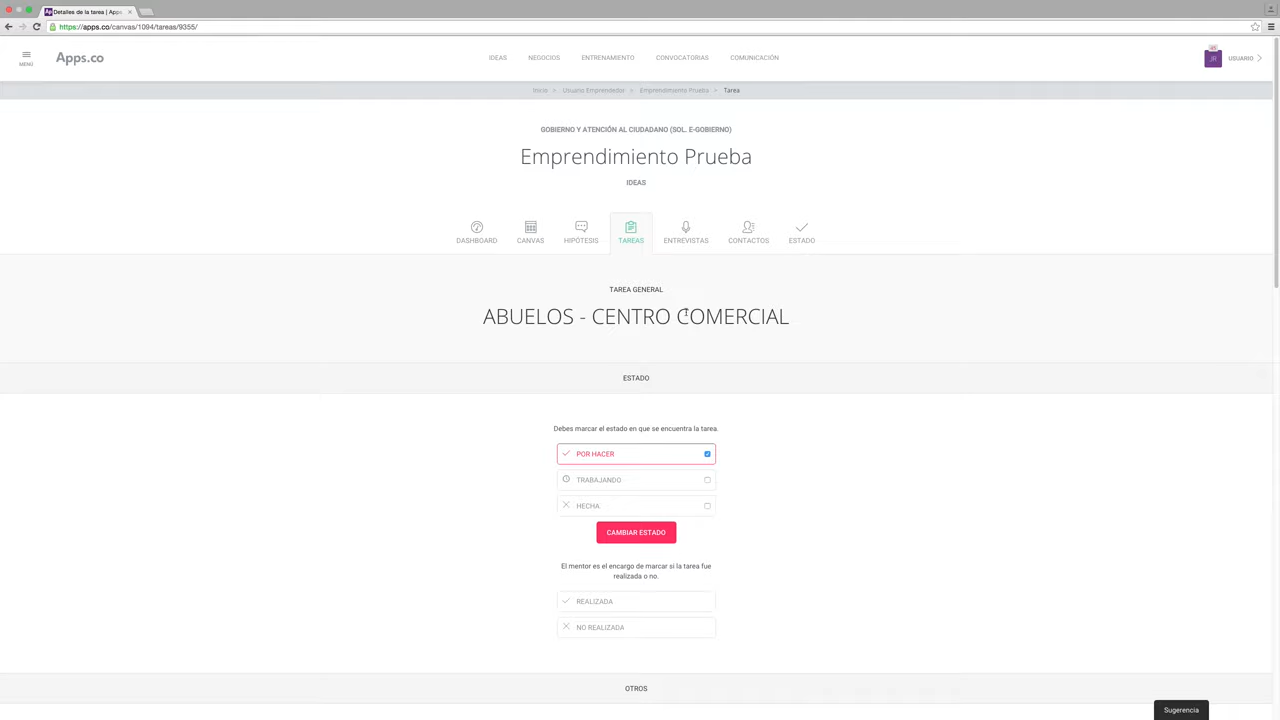 Detalles de la tarea | Apps
https://apps.co/canvas/1094/tareas/9355/
MENÚ
Apps.co
IDEAS
NEGOCIOS
ENTRENAMIENTO
CONVOCATORIAS
COMUNICACIÓN
JR
USUARIO
Inicio > Usuario Emprendedor > Emprendimiento Prueba > Tarea
GOBIERNO Y ATENCIÓN AL CIUDADANO (SOL. E-GOBIERNO)
Emprendimiento Prueba
IDEAS
DASHBOARD
CANVAS
HIPÓTESIS
TAREAS
ENTREVISTAS
CONTACTOS
ESTADO
TAREA GENERAL
ABUELOS - CENTRO COMERCIAL
ESTADO
Debes marcar el estado en que se encuentra la tarea.
POR HACER
TRABAJANDO
HECHA
CAMBIAR ESTADO
El mentor es el encargo de marcar si la tarea fue
realizada o no.
REALIZADA
NO REALIZADA
OTROS
Sugerencia